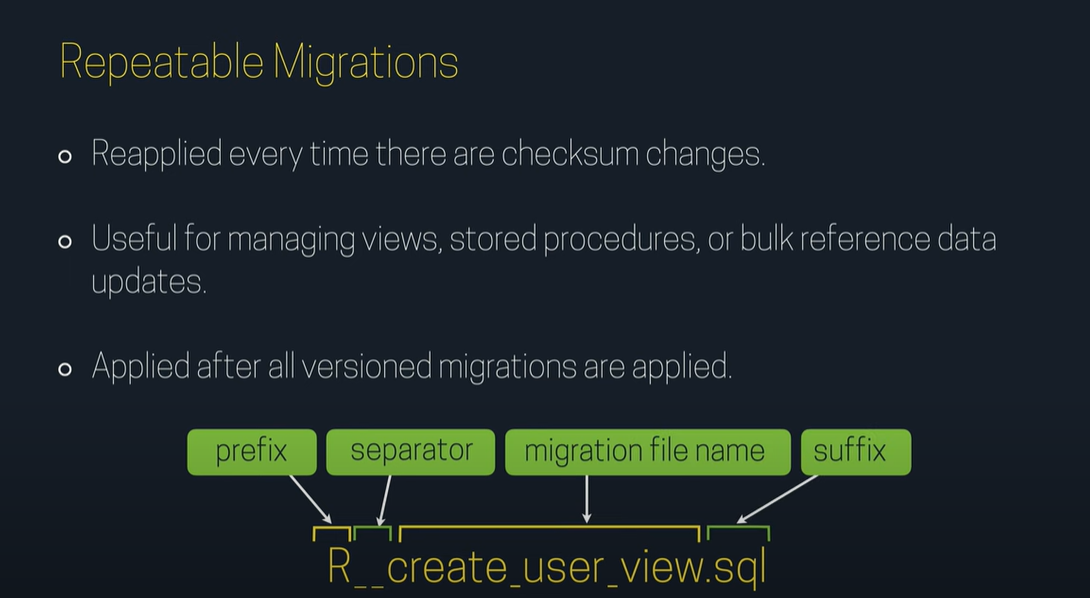 Repeatable Migrations
Reapplied every time there are checksum changes.
Useful for managing views, stored procedures, or bulk reference data
updates.
Applied after all versioned migrations are applied.
prefix separator migration file name suffix
R__create_user_view.sql